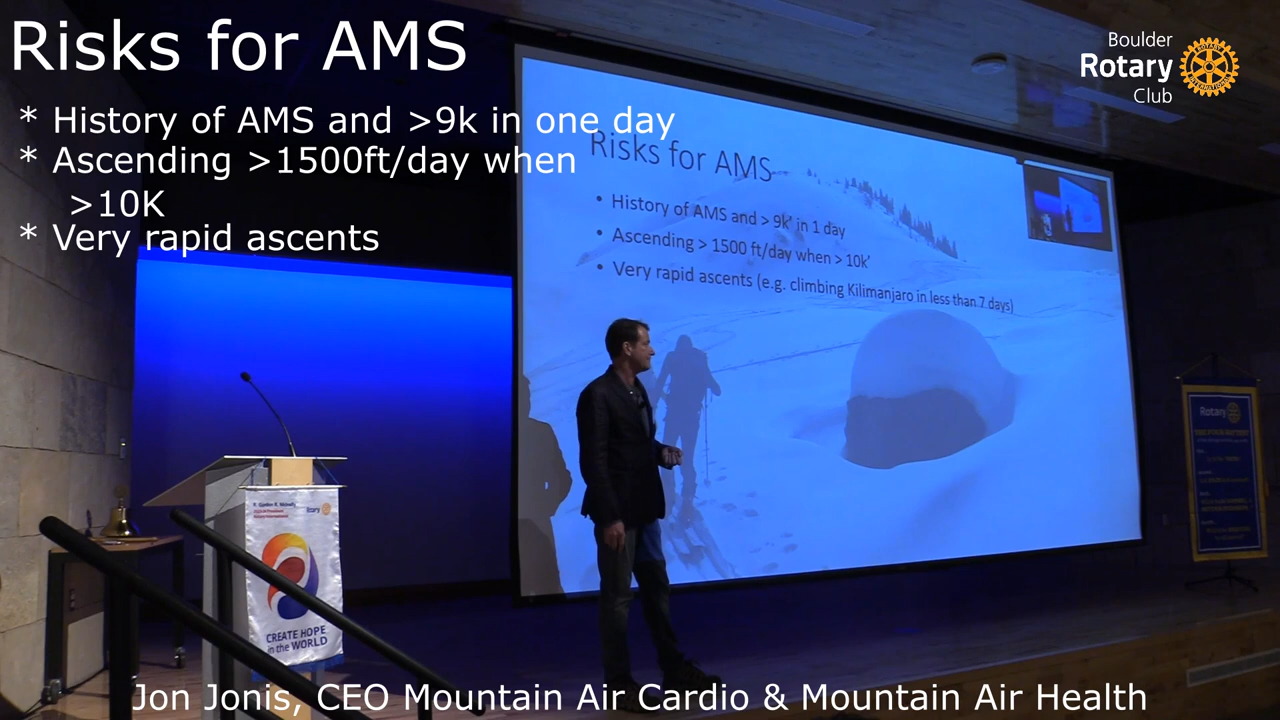 Risks for AMS
* History of AMS and >9k in one day
* Ascending >1500ft/day when
>10K
* Very rapid ascents
Boulder
Rotary
Club
Risks for AMS
• History of AMS and > 9k' in 1 day
• Ascending > 1500 ft/day when > 10k'
• Very rapid ascents (e.g. climbing Kilimanjaro in less than 7 days)
Rotary
Rotary
CREATE HOPE
in the WORLD
Jon Jonis, CEO Mountain Air Cardio & Mountain Air Health